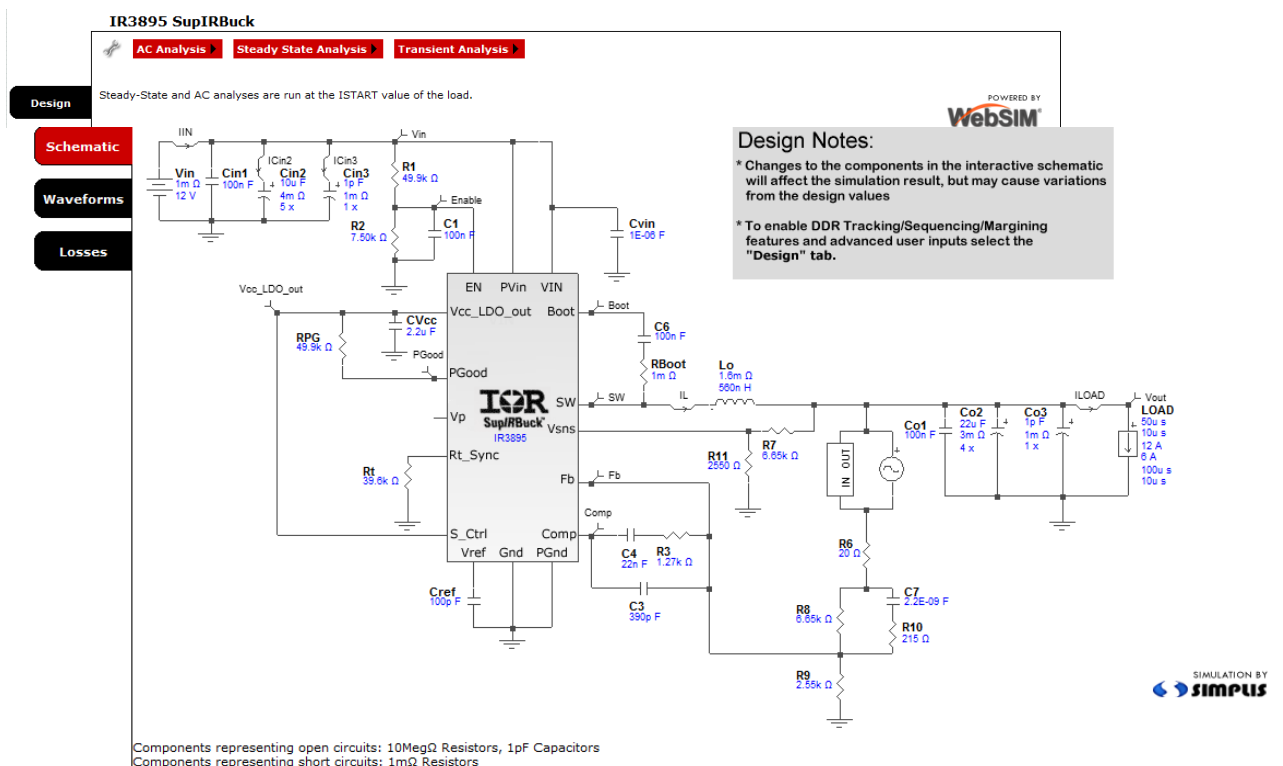 IR3895 SupIRBuck
AC Analysis
Steady State Analysis
Transient Analysis
Design
Steady-State and AC analyses are run at the ISTART value of the load.
POWERED BY
WebSIM
Schematic
Waveforms
Losses
Design Notes:
* Changes to the components in the interactive schematic
will affect the simulation result, but may cause variations
from the design values
* To enable DDR Tracking/Sequencing/Margining
features and advanced user inputs select the
"Design" tab.
IIN
Vin
Vin
1m Ω
12 V
Cin1
100n F
ICin2
Cin2
10u F
4m Ω
5 x
ICin3
Cin3
1p F
1m Ω
1 x
R1
49.9k Ω
Enable
R2
7.50k Ω
C1
100n F
Cvin
1E-06 F
Vcc_LDO_out
EN PVin VIN
Vcc_LDO_out Boot
Boot
CVcc
2.2u F
RPG
49.9k Ω
PGood
PGood
C6
100n F
RBoot
1m Ω
Lo
1.6m Ω
560n H
IOR
SupIRBuck
IR3895
Vp
SW
SW
IL
Vsns
ILOAD
Vout
LOAD
50u s
10u s
12 A
6 A
100u s
10u s
Co1
100n F
Co2
22u F
3m Ω
4 x
Co3
1p F
1m Ω
1 x
R7
6.65k Ω
R11
2550 Ω
IN OUT
Rt_Sync
Rt
39.6k Ω
Fb
Fb
Comp
S_Ctrl Comp
Vref Gnd PGnd
C4
22n F
R3
1.27k Ω
C3
390p F
Cref
100p F
R6
20 Ω
C7
2.2E-09 F
R8
6.65k Ω
R10
215 Ω
R9
2.55k Ω
SIMULATION BY
SIMPLIS
Components representing open circuits: 10MegΩ Resistors, 1pF Capacitors
Components representing short circuits: 1mΩ Resistors